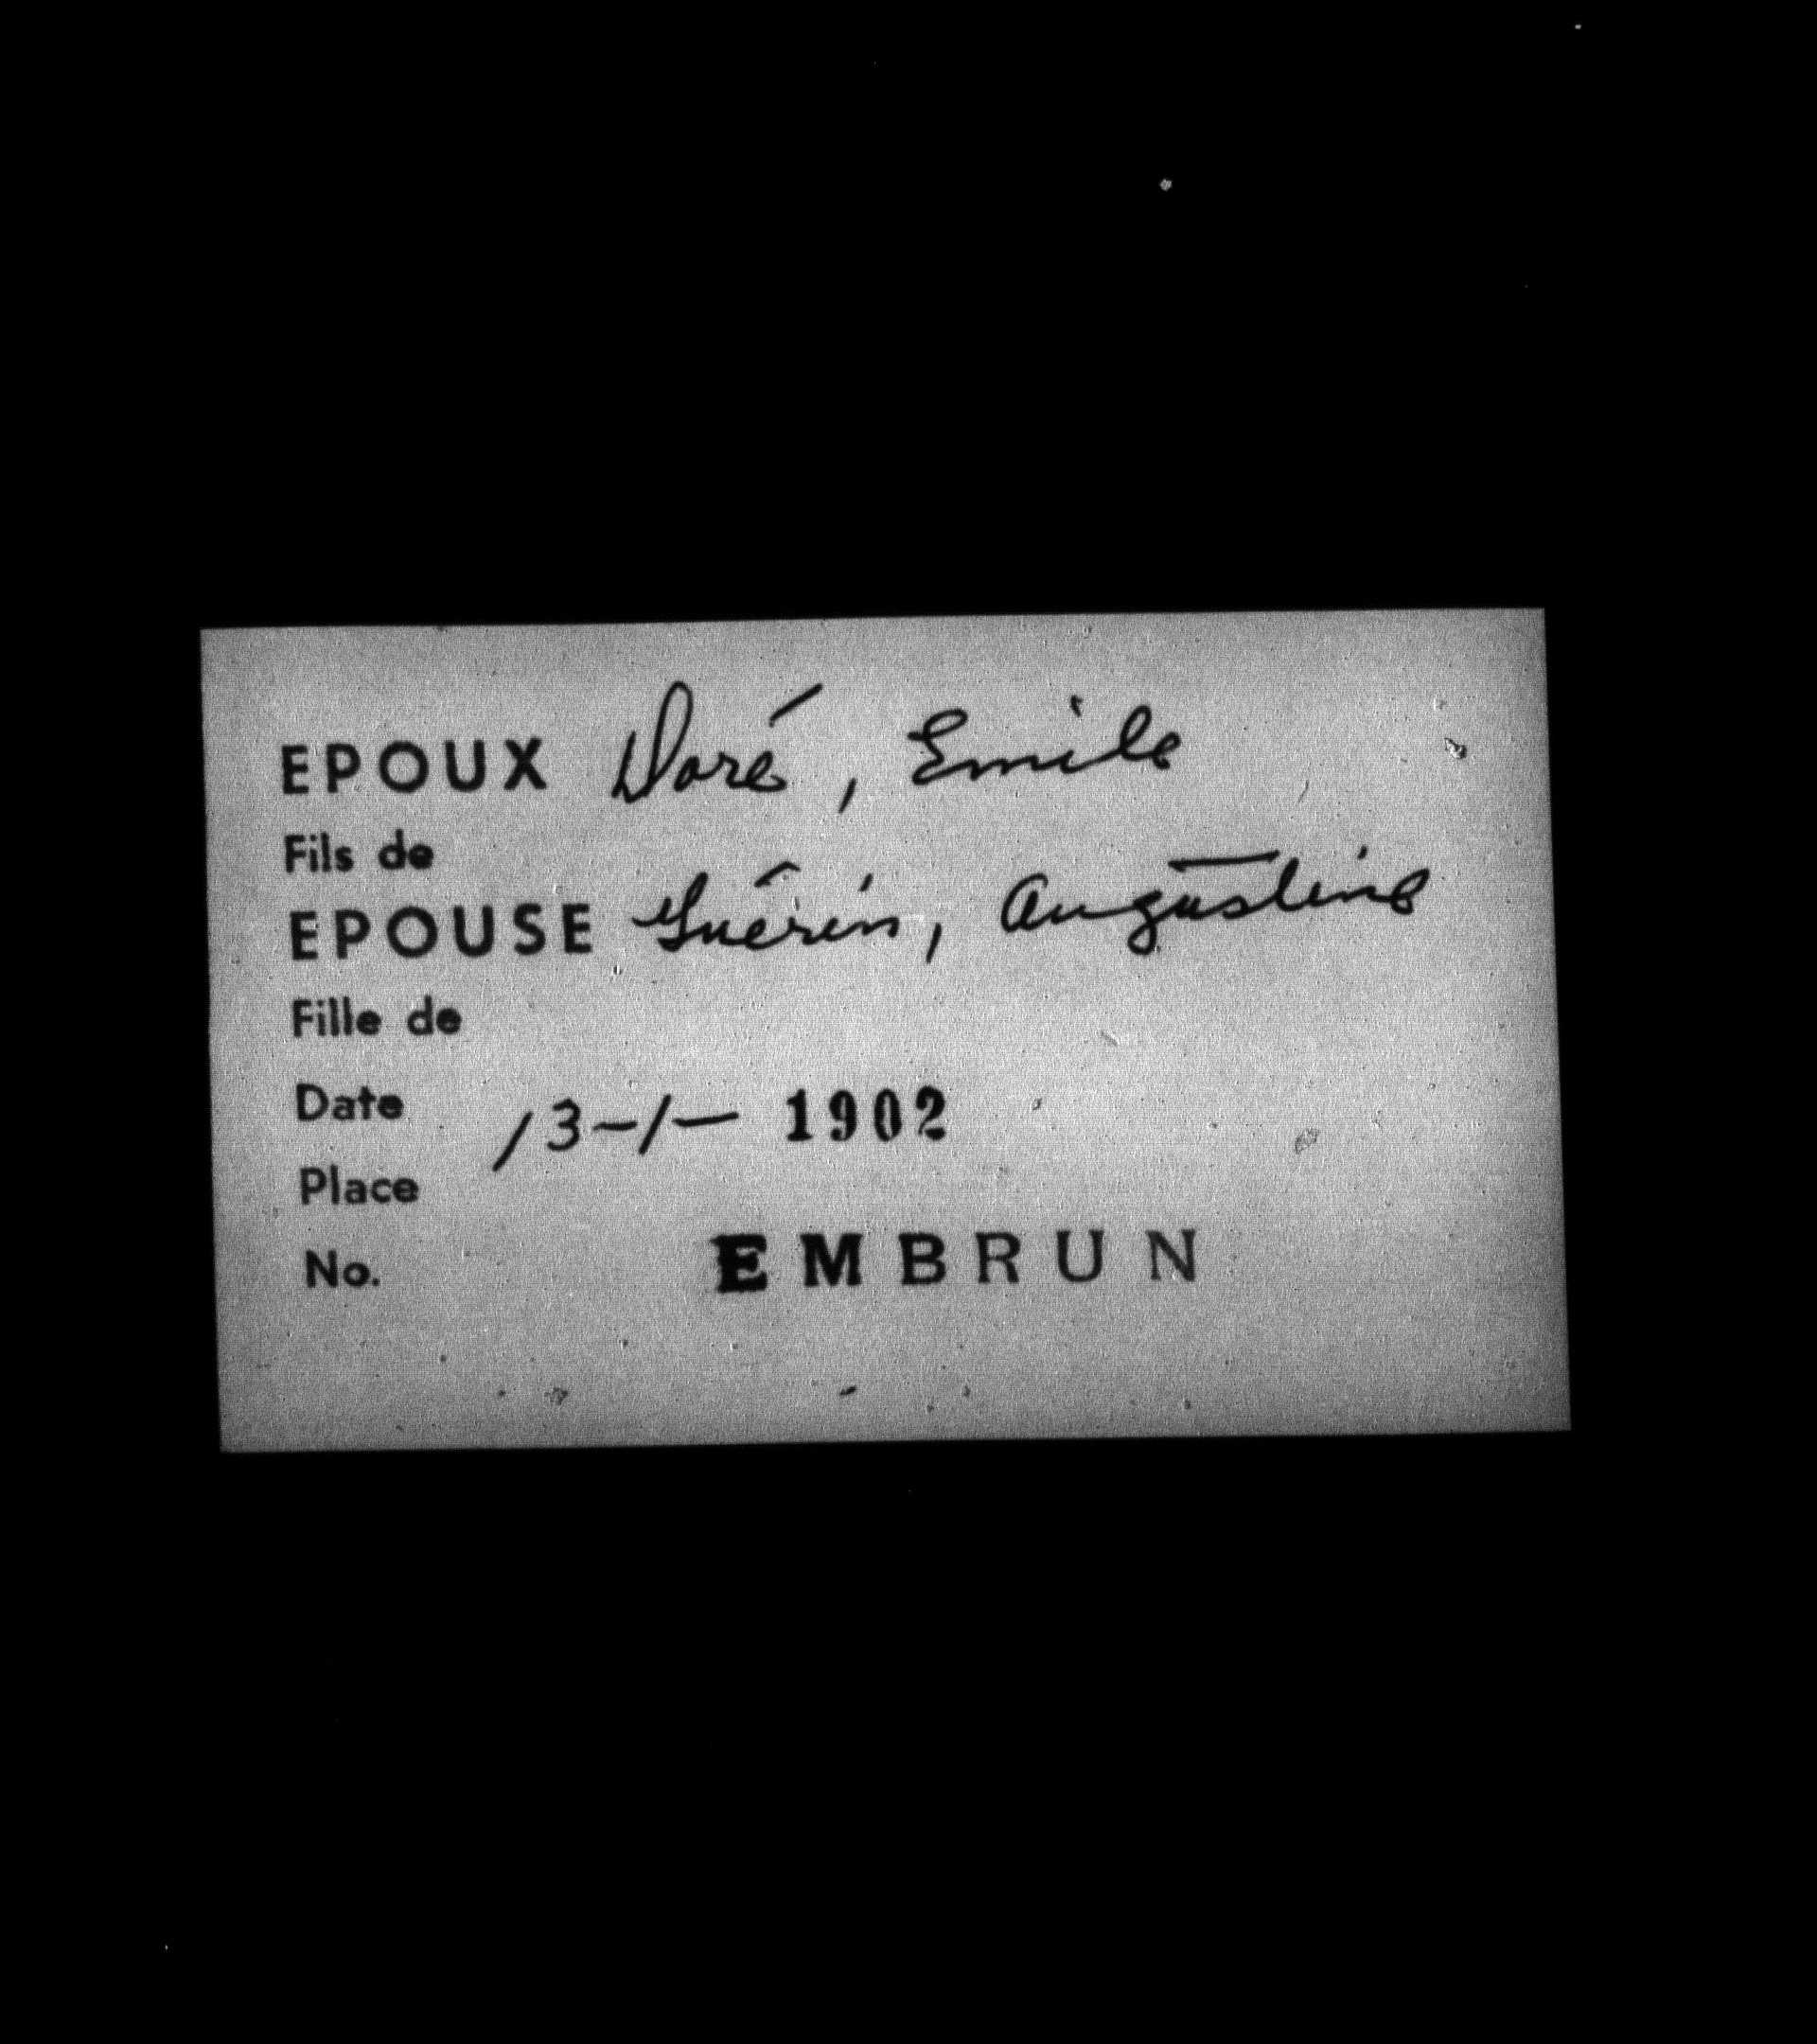 EPOUX Doré, Emile
Fils de
EPOUSE Guérin, Augustine
Fille de
Date 13-1- 1902
Place
No. EMBRUN